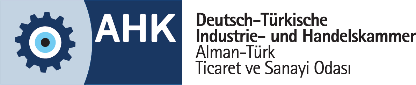 AHK
Deutsch-Türkische
Industrie- und Handelskammer
Alman-Türk
Ticaret ve Sanayi Odası